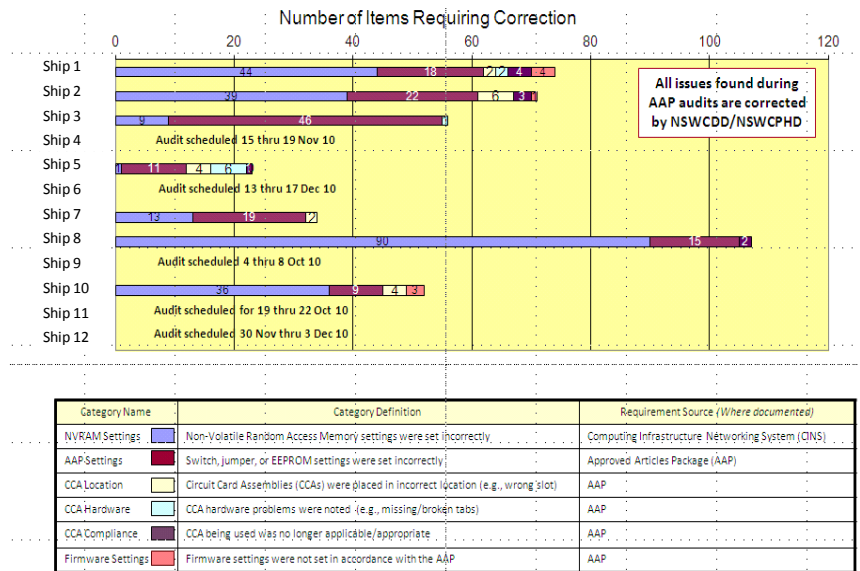 Number of Items Requiring Correction
0 20 40 60 80 100 120
Ship 1 44 18 2 2 4 4
Ship 2 39 22 6 3
Ship 3 9 46
Ship 4 Audit scheduled 15 thru 19 Nov 10
Ship 5 1 11 4 6
Ship 6 Audit scheduled 13 thru 17 Dec 10
Ship 7 13 19 2
Ship 8 90 15 2
Ship 9 Audit scheduled 4 thru 8 Oct 10
Ship 10 36 9 4 3
Ship 11 Audit scheduled for 19 thru 22 Oct 10
Ship 12 Audit scheduled 30 Nov thru 3 Dec 10
All issues found during
AAP audits are corrected
by NSWCDD/NSWCPHD
Category Name Category Definition Requirement Source (Where documented)
NVRAM Settings Non-Volatile Random Access Memory settings were set incorrectly Computing Infrastructure Networking System (CINS)
AAP Settings Switch, jumper, or EEPROM settings were set incorrectly Approved Articles Package (AAP)
CCA Location Circuit Card Assemblies (CCAs) were placed in incorrect location (e.g., wrong slot) AAP
CCA Hardware CCA hardware problems were noted (e.g., missing/broken tabs) AAP
CCA Compliance CCA being used was no longer applicable/appropriate AAP
Firmware Settings Firmware settings were not set in accordance with the AAP AAP